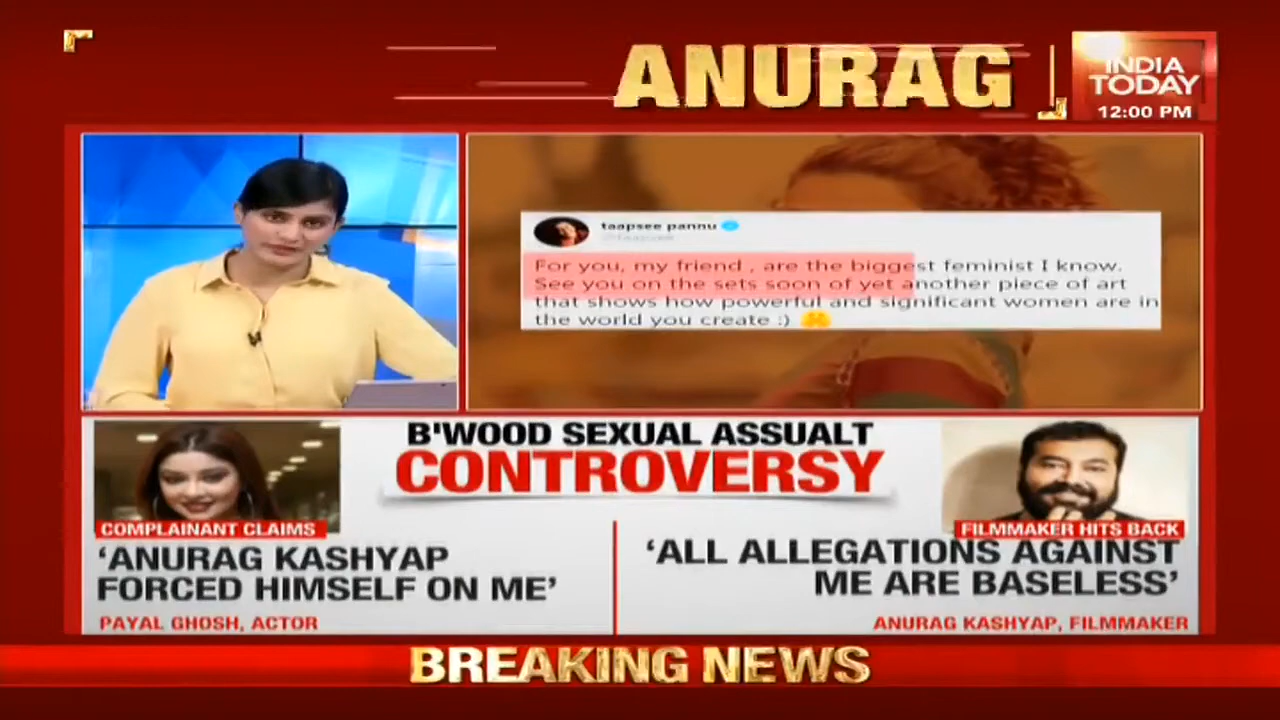 ANURAG
INDIA
TODAY
12:00 PM
taapsee pannu
For you, my friend , are the biggest feminist I know.
See you on the sets soon of yet another piece of art
that shows how powerful and significant women are in
the world you create :) 🤗
B'WOOD SEXUAL ASSUALT
CONTROVERSY
COMPLAINANT CLAIMS
‘ANURAG KASHYAP
FORCED HIMSELF ON ME’
PAYAL GHOSH, ACTOR
FILMMAKER HITS BACK
‘ALL ALLEGATIONS AGAINST
ME ARE BASELESS’
ANURAG KASHYAP, FILMMAKER
BREAKING NEWS